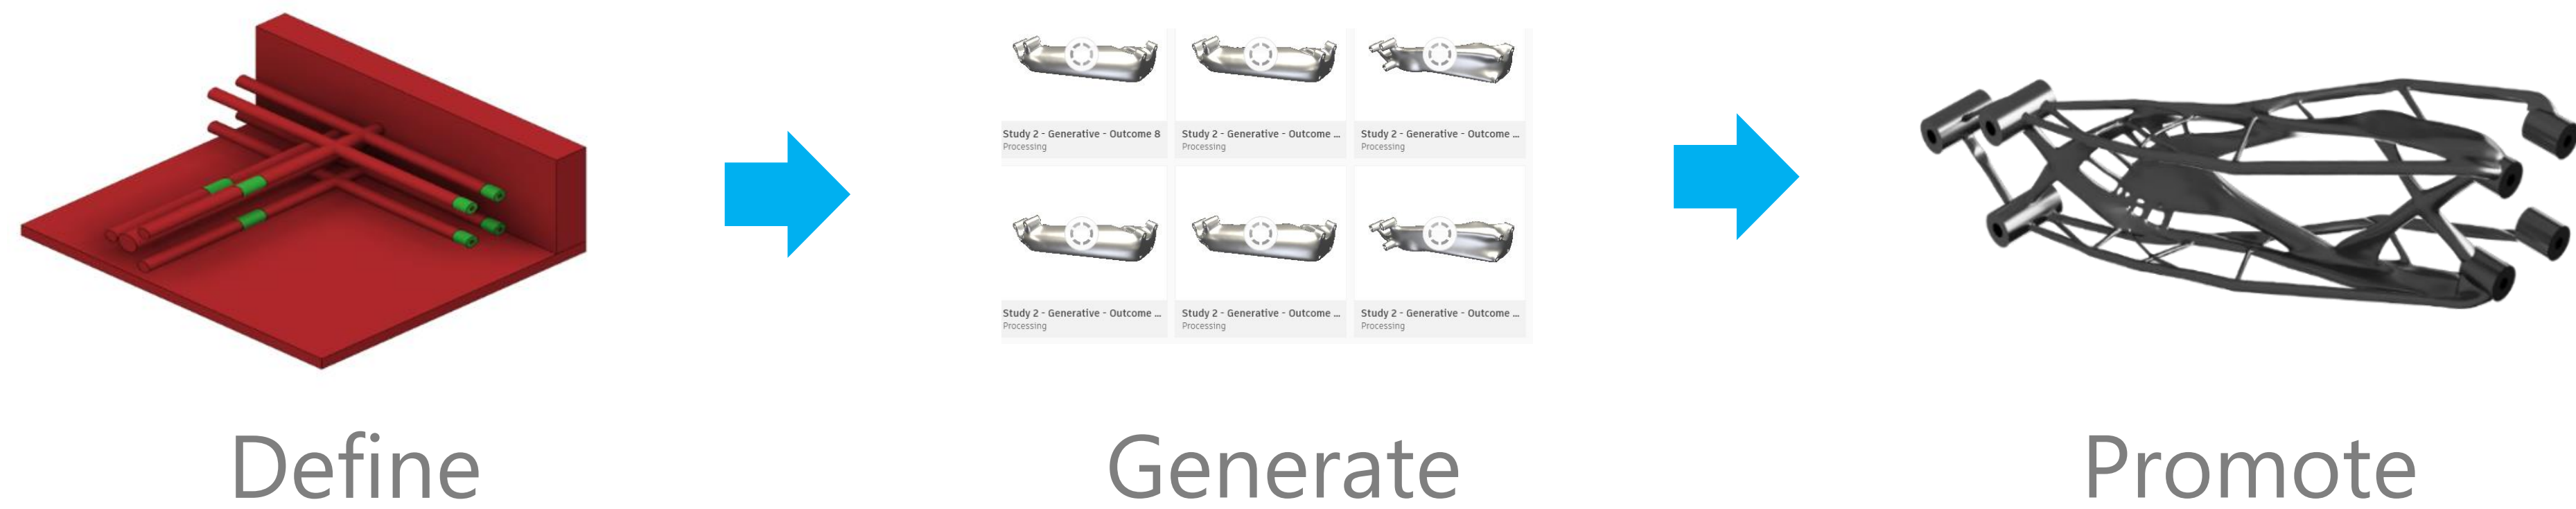 Study 2 - Generative - Outcome 8
Processing
Study 2 - Generative - Outcome ...
Processing
Study 2 - Generative - Outcome ...
Processing
Study 2 - Generative - Outcome ...
Processing
Study 2 - Generative - Outcome ...
Processing
Study 2 - Generative - Outcome ...
Processing
Define
Generate
Promote